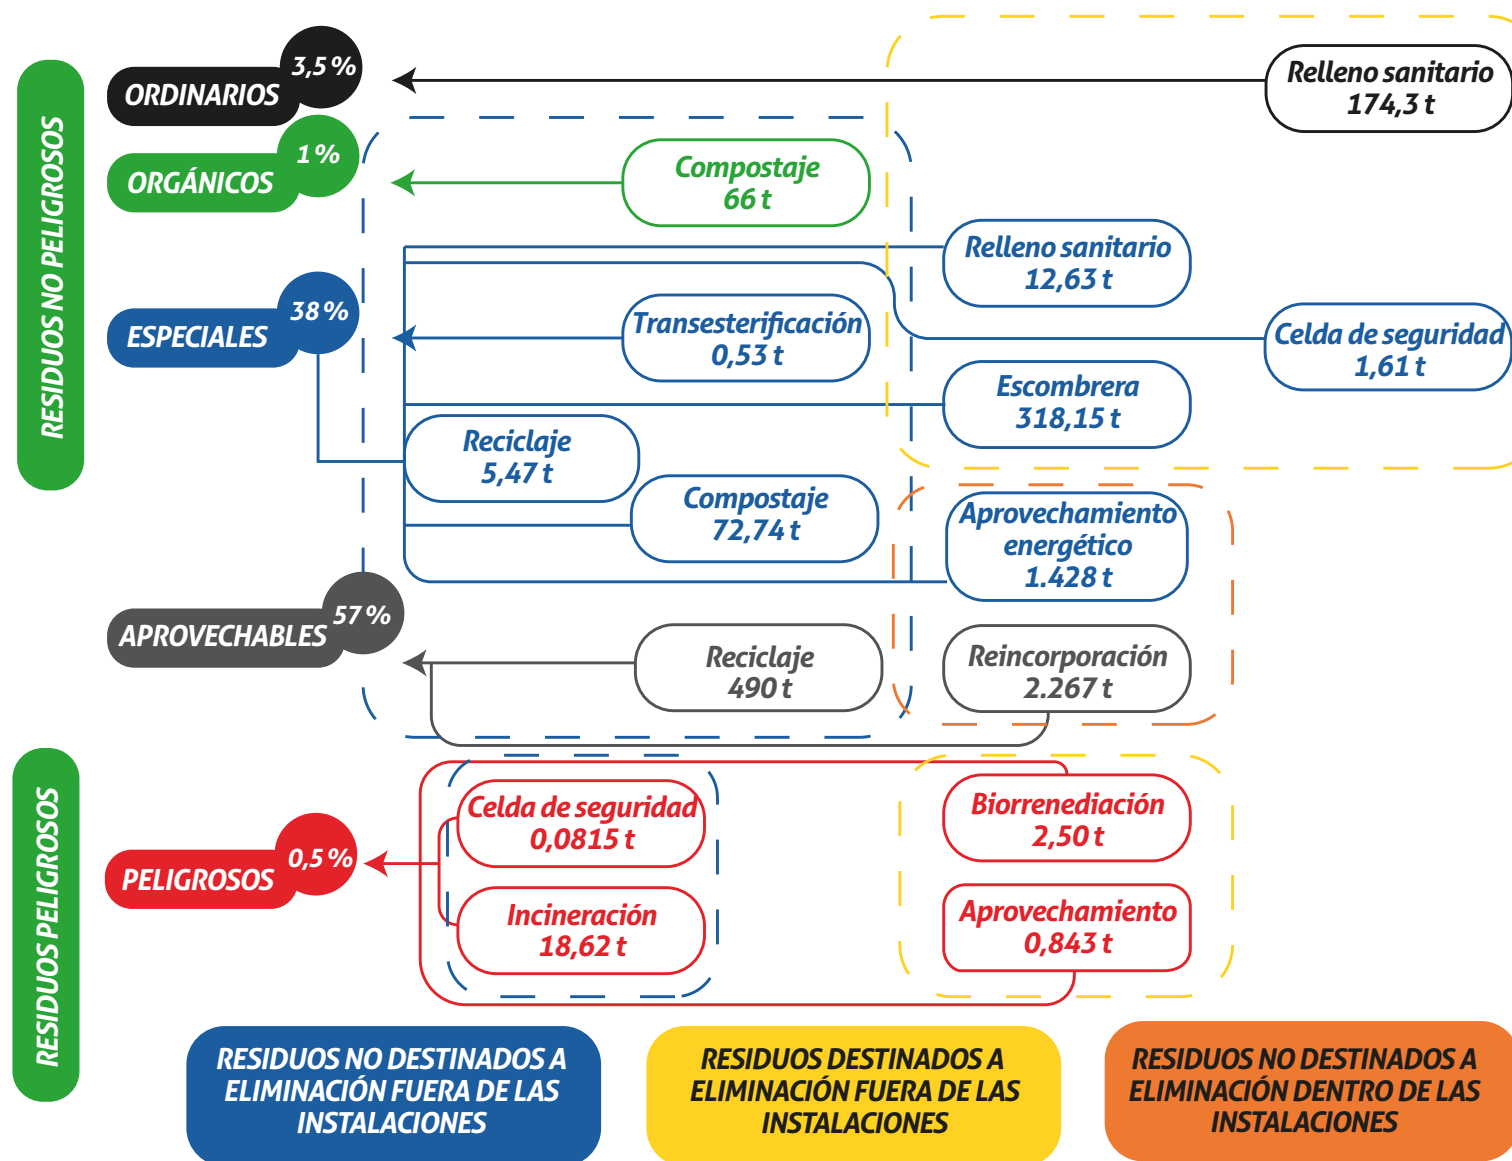 RESIDUOS NO PELIGROSOS
ORDINARIOS
3,5 %
Relleno sanitario
174,3 t
ORGÁNICOS
1 %
Compostaje
66 t
ESPECIALES
38 %
Relleno sanitario
12,63 t
Transesterificación
0,53 t
Celda de seguridad
1,61 t
Escombrera
318,15 t
Reciclaje
5,47 t
Compostaje
72,74 t
Aprovechamiento
energético
1.428 t
APROVECHABLES
57 %
Reciclaje
490 t
Reincorporación
2.267 t
RESIDUOS PELIGROSOS
PELIGROSOS
0,5 %
Celda de seguridad
0,0815 t
Biorrenediación
2,50 t
Incineración
18,62 t
Aprovechamiento
0,843 t
RESIDUOS NO DESTINADOS A
ELIMINACIÓN FUERA DE LAS
INSTALACIONES
RESIDUOS DESTINADOS A
ELIMINACIÓN FUERA DE LAS
INSTALACIONES
RESIDUOS NO DESTINADOS A
ELIMINACIÓN DENTRO DE LAS
INSTALACIONES